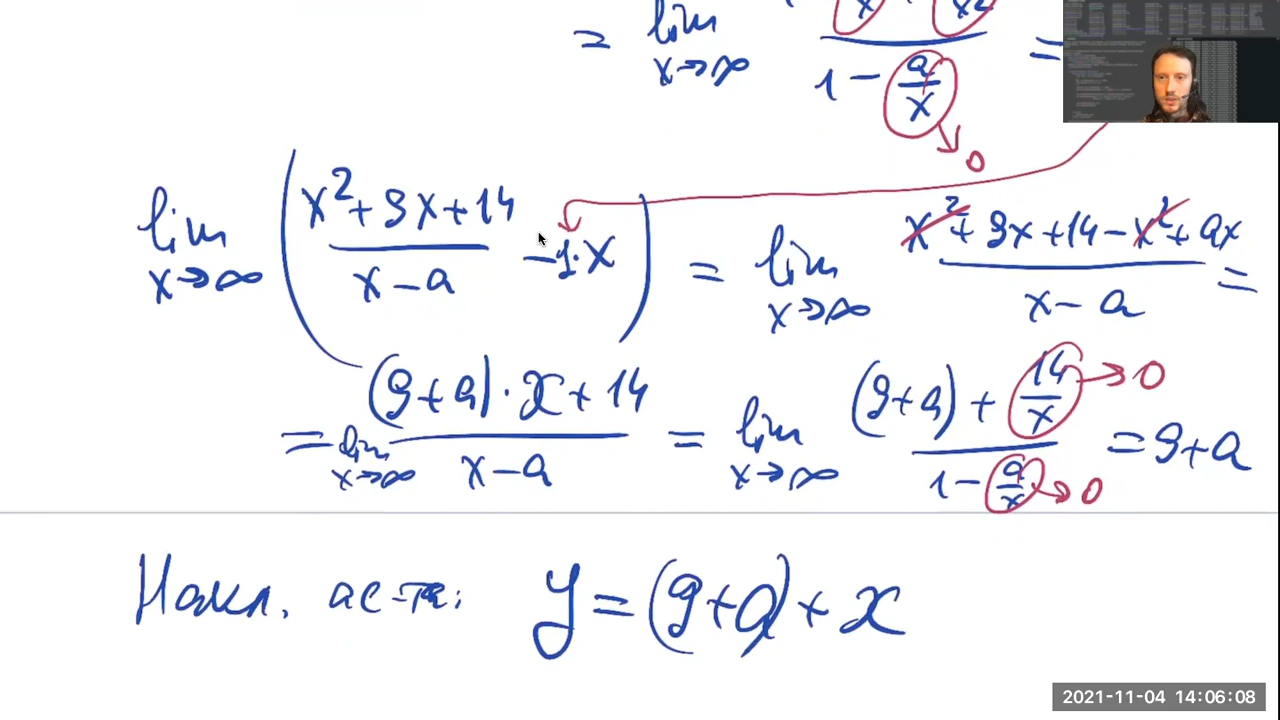 = lim x→∞ x x2 / 1 - a/x → 0 =
lim x→∞ ( x²+9x+14 / x-a - 1·x ) = lim x→∞ x²+9x+14-x²+ax / x-a =
= lim x→∞ (9+a)·x+14 / x-a = lim x→∞ (9+a)+14/x → 0 / 1 - a/x → 0 = 9+a
Накл. ас-та: y=(9+a)+x
2021-11-04 14:06:08